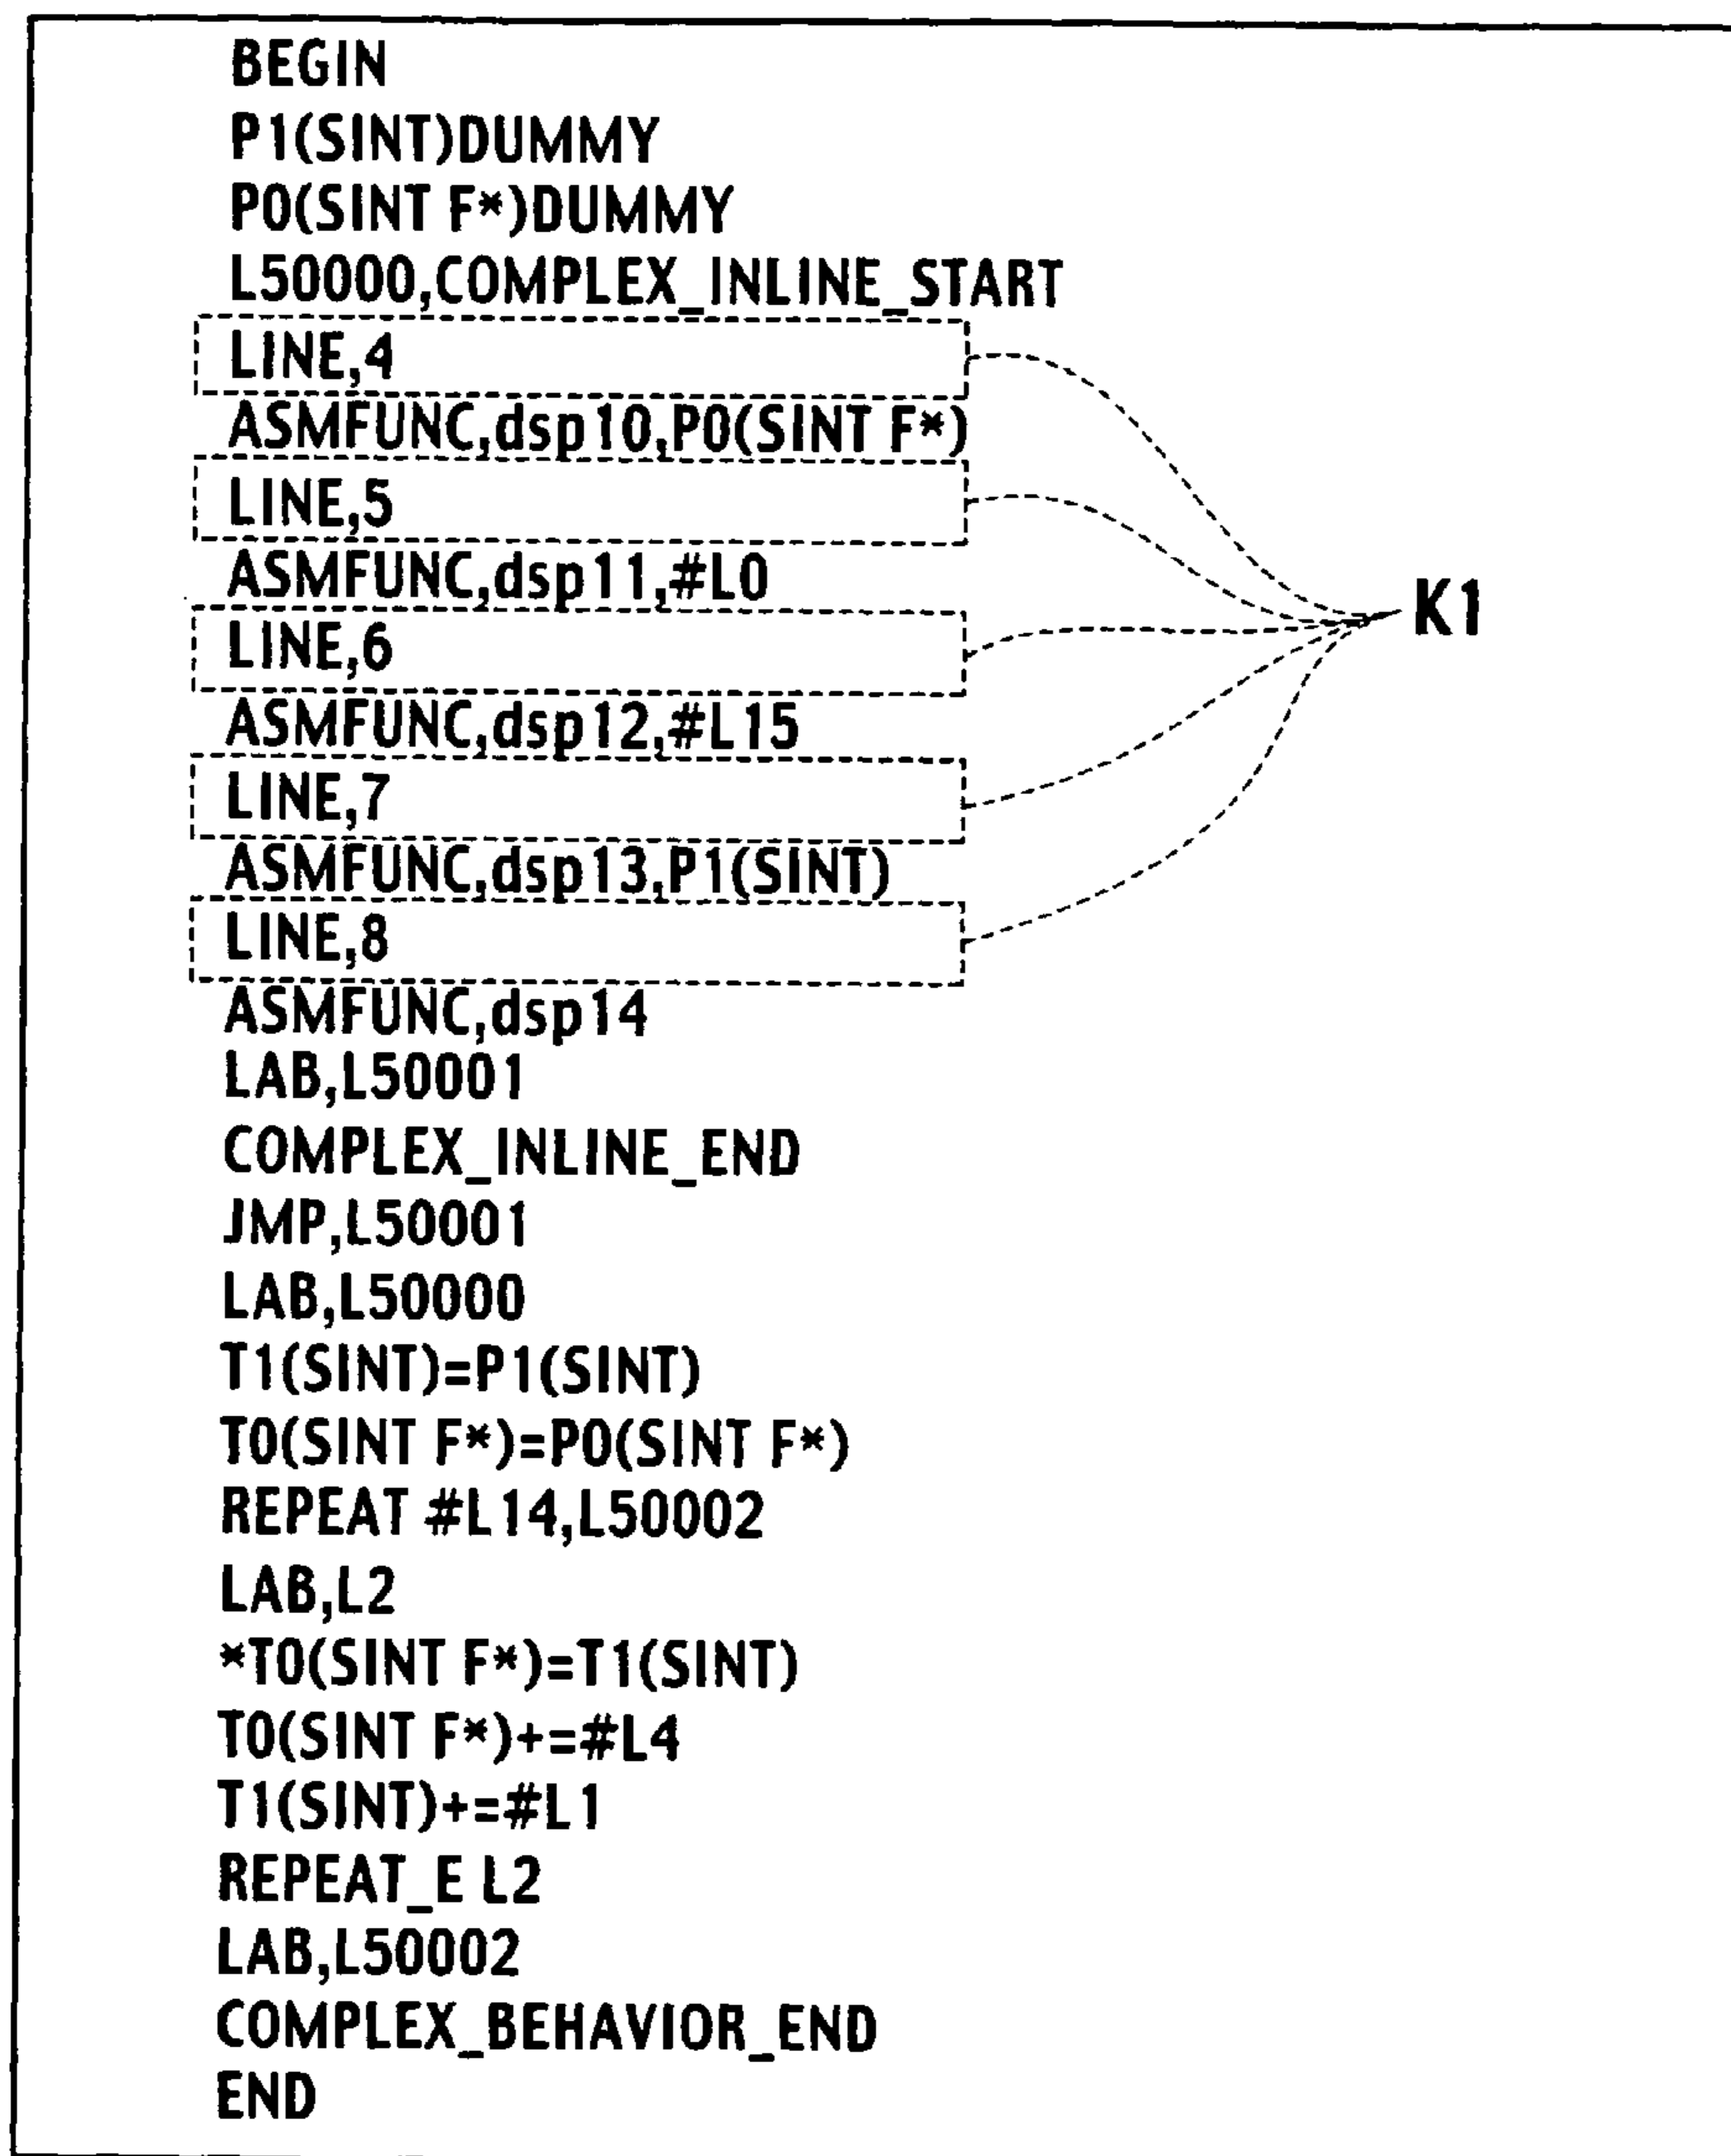 BEGIN
P1(SINT)DUMMY
P0(SINT F*)DUMMY
L50000,COMPLEX_INLINE_START
LINE,4
ASMFUNC,dsp10,P0(SINT F*)
LINE,5
ASMFUNC,dsp11,#L0
K1
LINE,6
ASMFUNC,dsp12,#L15
LINE,7
ASMFUNC,dsp13,P1(SINT)
LINE,8
ASMFUNC,dsp14
LAB,L50001
COMPLEX_INLINE_END
JMP,L50001
LAB,L50000
T1(SINT)=P1(SINT)
T0(SINT F*)=P0(SINT F*)
REPEAT #L14,L50002
LAB,L2
*T0(SINT F*)=T1(SINT)
T0(SINT F*)+=#L4
T1(SINT)+=#L1
REPEAT_E L2
LAB,L50002
COMPLEX_BEHAVIOR_END
END